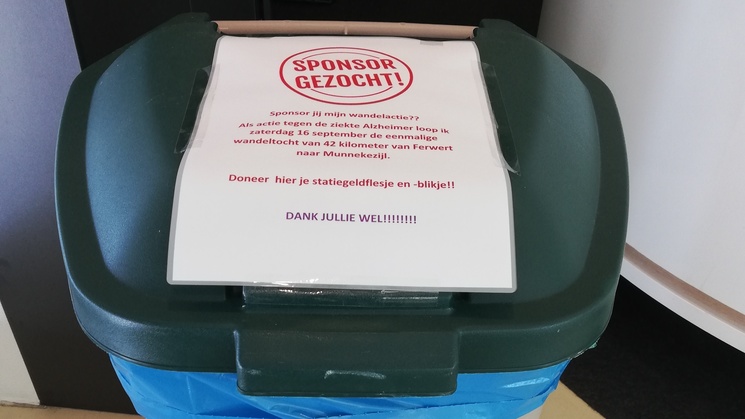 SPONSOR
GEZOCHT!
Sponsor jij mijn wandelactie??
Als actie tegen de ziekte Alzheimer loop ik
zaterdag 16 september de eenmalige
wandeltocht van 42 kilometer van Ferwert
naar Munnekezijl.
Doneer hier je statiegeldflesje en -blikje!!
DANK JULLIE WEL!!!!!!!!